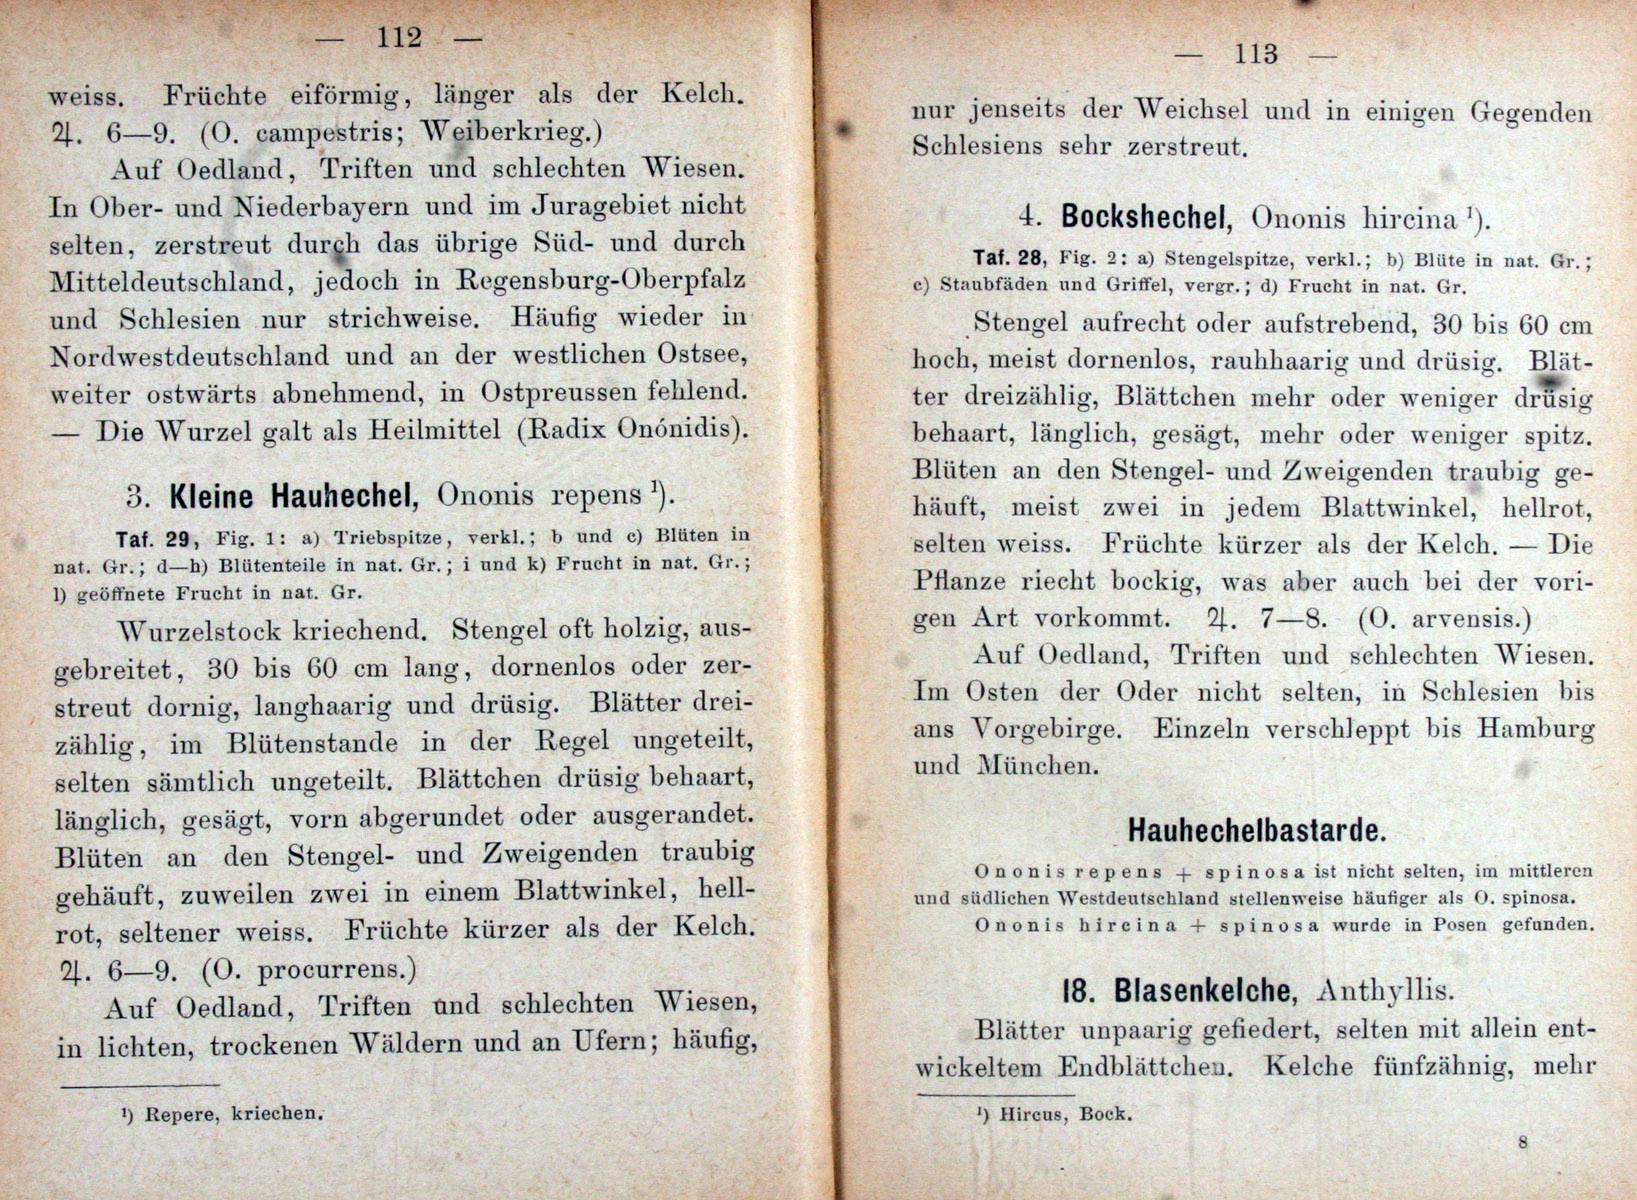 — 112 —
weiss. Früchte eiförmig, länger als der Kelch.
♃. 6—9. (O. campestris; Weiberkrieg.)
Auf Oedland, Triften und schlechten Wiesen.
In Ober- und Niederbayern und im Juragebiet nicht
selten, zerstreut durch das übrige Süd- und durch
Mitteldeutschland, jedoch in Regensburg-Oberpfalz
und Schlesien nur strichweise. Häufig wieder in
Nordwestdeutschland und an der westlichen Ostsee,
weiter ostwärts abnehmend, in Ostpreussen fehlend.
— Die Wurzel galt als Heilmittel (Radix Onónidis).
3. Kleine Hauhechel, Ononis repens ¹).
Taf. 29, Fig. 1: a) Triebspitze, verkl.; b und c) Blüten in
nat. Gr.; d—h) Blütenteile in nat. Gr.; i und k) Frucht in nat. Gr.;
l) geöffnete Frucht in nat. Gr.
Wurzelstock kriechend. Stengel oft holzig, aus-
gebreitet, 30 bis 60 cm lang, dornenlos oder zer-
streut dornig, langhaarig und drüsig. Blätter drei-
zählig, im Blütenstande in der Regel ungeteilt,
selten sämtlich ungeteilt. Blättchen drüsig behaart,
länglich, gesägt, vorn abgerundet oder ausgerandet.
Blüten an den Stengel- und Zweigenden traubig
gehäuft, zuweilen zwei in einem Blattwinkel, hell-
rot, seltener weiss. Früchte kürzer als der Kelch.
♃. 6—9. (O. procurrens.)
Auf Oedland, Triften und schlechten Wiesen,
in lichten, trockenen Wäldern und an Ufern; häufig,
¹) Repere, kriechen.
— 113 —
nur jenseits der Weichsel und in einigen Gegenden
Schlesiens sehr zerstreut.
4. Bockshechel, Ononis hircina ¹).
Taf. 28, Fig. 2: a) Stengelspitze, verkl.; b) Blüte in nat. Gr.;
c) Staubfäden und Griffel, vergr.; d) Frucht in nat. Gr.
Stengel aufrecht oder aufstrebend, 30 bis 60 cm
hoch, meist dornenlos, rauhhaarig und drüsig. Blät-
ter dreizählig, Blättchen mehr oder weniger drüsig
behaart, länglich, gesägt, mehr oder weniger spitz.
Blüten an den Stengel- und Zweigenden traubig ge-
häuft, meist zwei in jedem Blattwinkel, hellrot,
selten weiss. Früchte kürzer als der Kelch. — Die
Pflanze riecht bockig, was aber auch bei der vori-
gen Art vorkommt. ♃. 7—8. (O. arvensis.)
Auf Oedland, Triften und schlechten Wiesen.
Im Osten der Oder nicht selten, in Schlesien bis
ans Vorgebirge. Einzeln verschleppt bis Hamburg
und München.
Hauhechelbastarde.
Ononis repens + spinosa ist nicht selten, im mittleren
und südlichen Westdeutschland stellenweise häufiger als O. spinosa.
Ononis hircina + spinosa wurde in Posen gefunden.
18. Blasenkelche, Anthyllis.
Blätter unpaarig gefiedert, selten mit allein ent-
wickeltem Endblättchen. Kelche fünfzähnig, mehr
¹) Hircus, Bock.
8